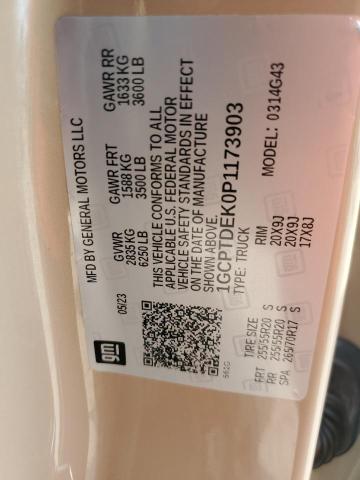 MFD BY GENERAL MOTORS LLC
05/23 GVWR GAWR FRT GAWR RR
2835 KG 1588 KG 1633 KG
6250 LB 3500 LB 3600 LB
THIS VEHICLE CONFORMS TO ALL
APPLICABLE U.S. FEDERAL MOTOR
VEHICLE SAFETY STANDARDS IN EFFECT
ON THE DATE OF MANUFACTURE
SHOWN ABOVE.
1GCPTDEK0P1173903
TYPE: TRUCK MODEL: 0314G43
gm
TIRE SIZE RIM
FRT 255/55R20 S 20X9J
RR 255/55R20 S 20X9J
SPA 265/70R17 S 17X8J